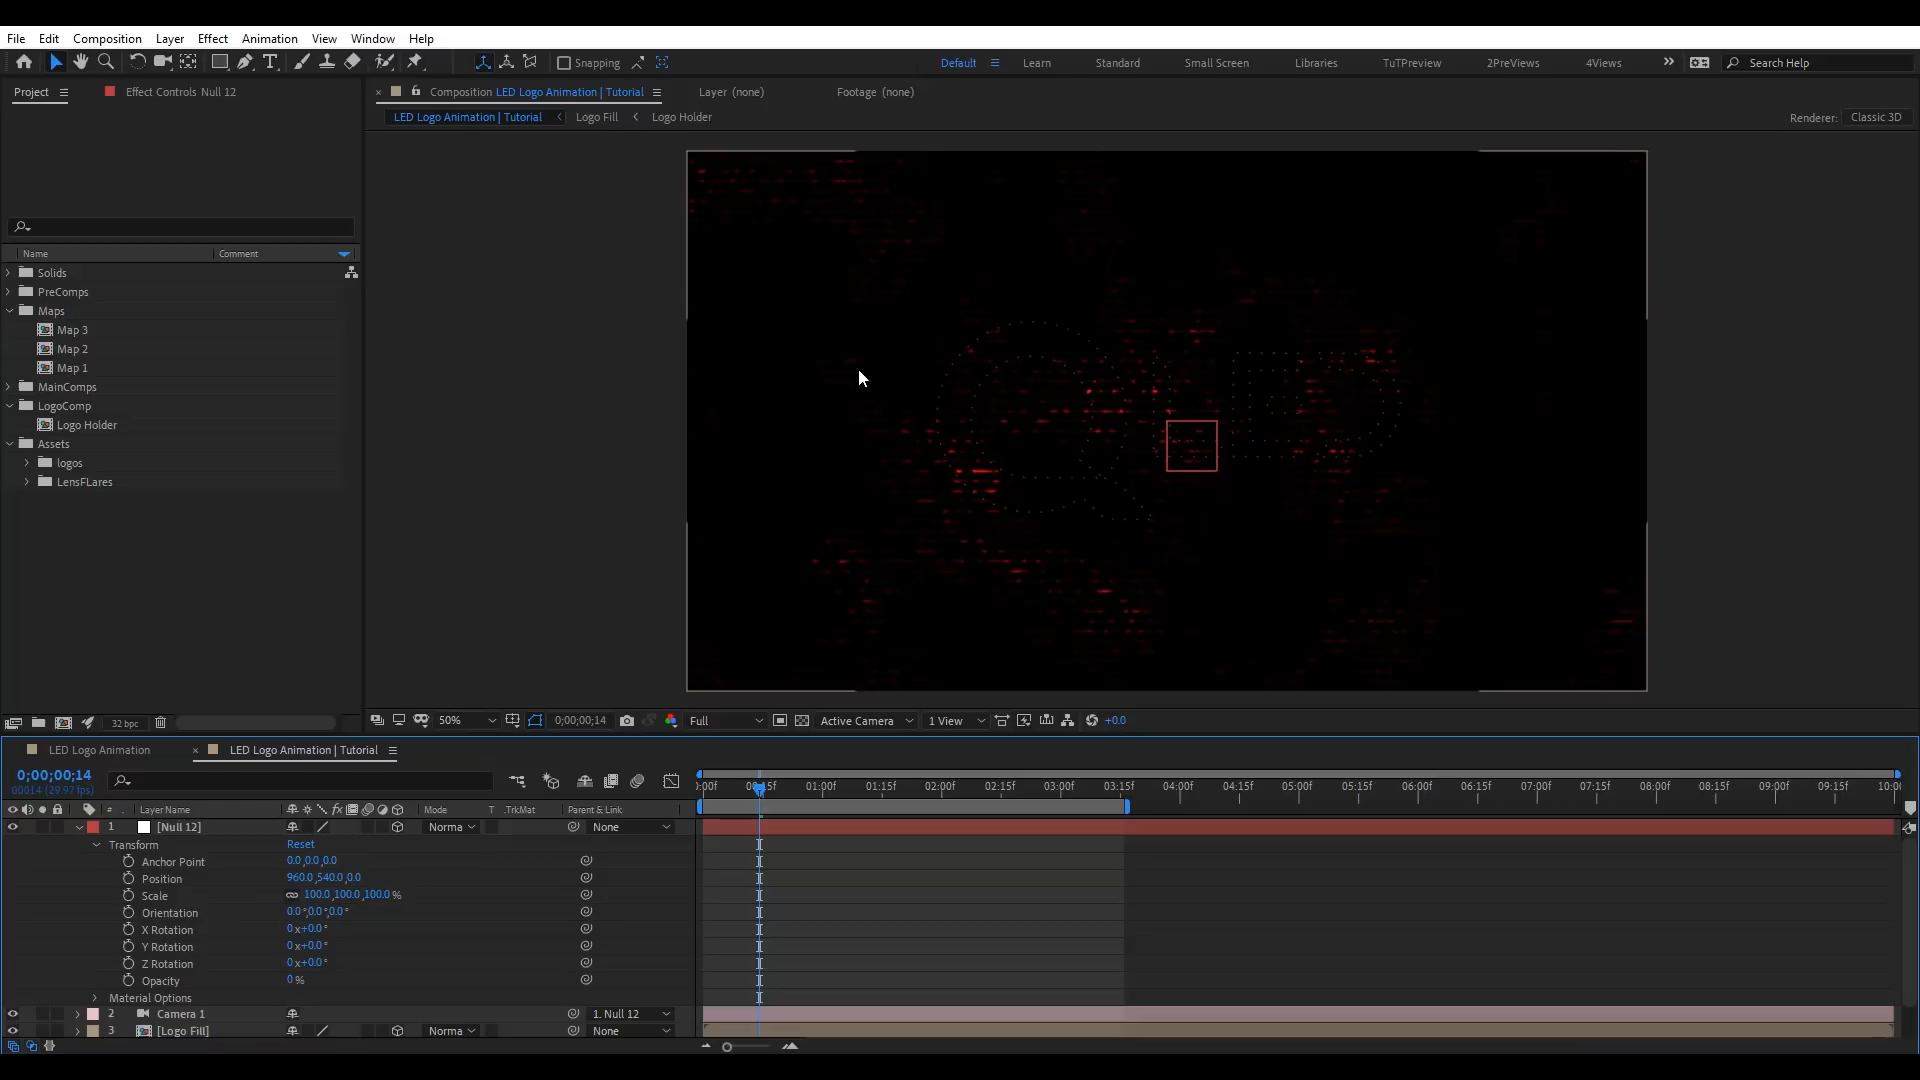 File Edit Composition Layer Effect Animation View Window Help
Snapping Default Learn Standard Small Screen Libraries TuTPreview 2PreViews 4Views Search Help
Project Effect Controls Null 12 Composition LED Logo Animation | Tutorial Layer (none) Footage (none)
LED Logo Animation | Tutorial Logo Fill Logo Holder Renderer: Classic 3D
Name Comment
Solids
PreComps
Maps
Map 3
Map 2
Map 1
MainComps
LogoComp
Logo Holder
Assets
logos
LensFLares
32 bpc 50% 0;00;00;14 Full Active Camera 1 View +0.0
LED Logo Animation LED Logo Animation | Tutorial
0;00;00;14
00014 (29.97 fps)
00:15f 01:00f 01:15f 02:00f 02:15f 03:00f 03:15f 04:00f 04:15f 05:00f 05:15f 06:00f 06:15f 07:00f 07:15f 08:00f 08:15f 09:00f 09:15f
# Layer Name Mode T .TrkMat Parent & Link
1 [Null 12] Norma None
Transform Reset
Anchor Point 0.0,0.0,0.0
Position 960.0,540.0,0.0
Scale 100.0,100.0,100.0 %
Orientation 0.0°,0.0°,0.0°
X Rotation 0 x+0.0°
Y Rotation 0 x+0.0°
Z Rotation 0 x+0.0°
Opacity 0 %
Material Options
2 Camera 1 1. Null 12
3 [Logo Fill] Norma None